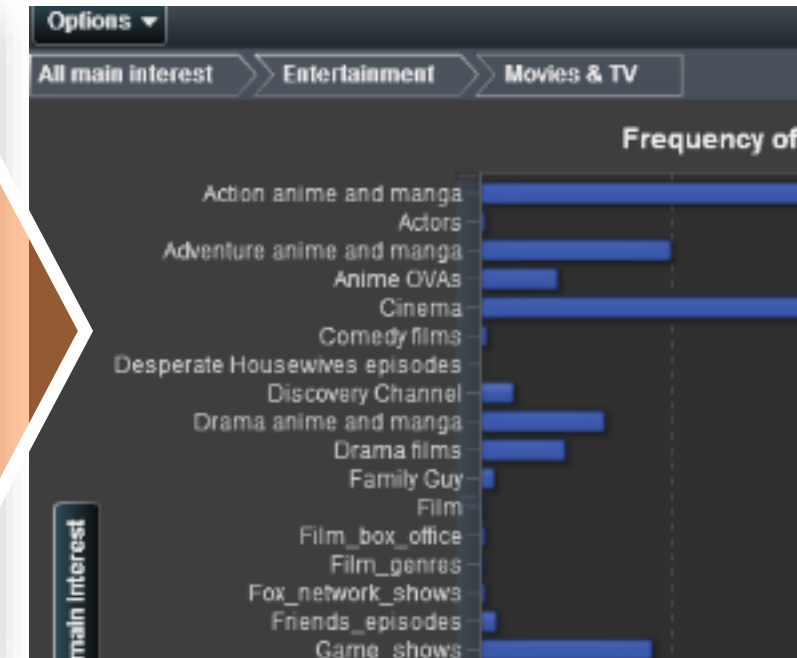 Options
All main interest Entertainment Movies & TV
Frequency of
Action anime and manga
Actors
Adventure anime and manga
Anime OVAs
Cinema
Comedy films
Desperate Housewives episodes
Discovery Channel
Drama anime and manga
Drama films
Family Guy
Film
Film_box_office
Film_genres
Fox_network_shows
Friends_episodes
Game_shows
main Interest